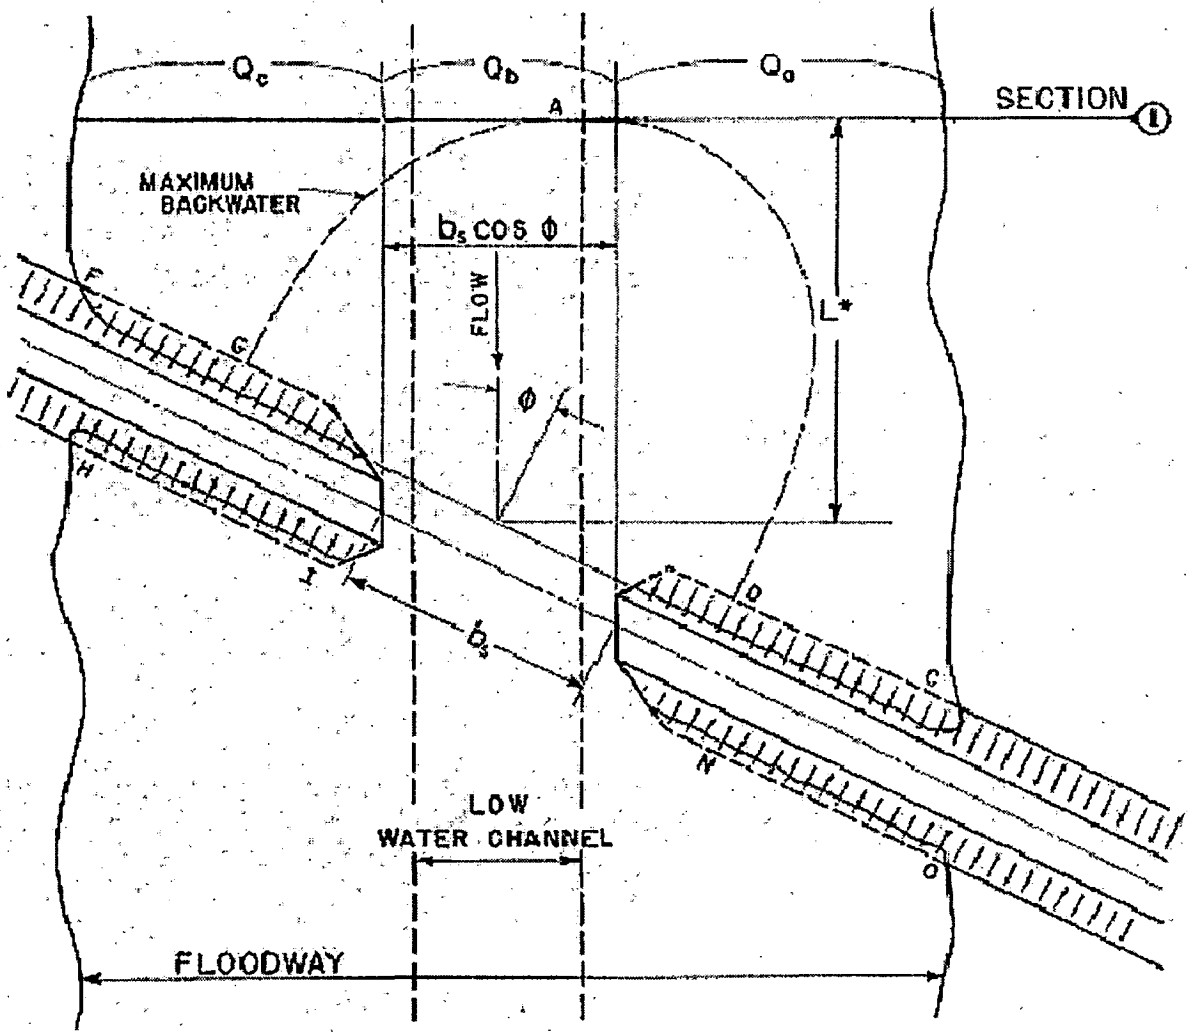 Qc
Qb
Qa
A
SECTION 1
MAXIMUM
BACKWATER
bs cos ϕ
F
FLOW
L*
G
ϕ
H
I
D
bs
C
N
LOW
WATER CHANNEL
O
FLOODWAY